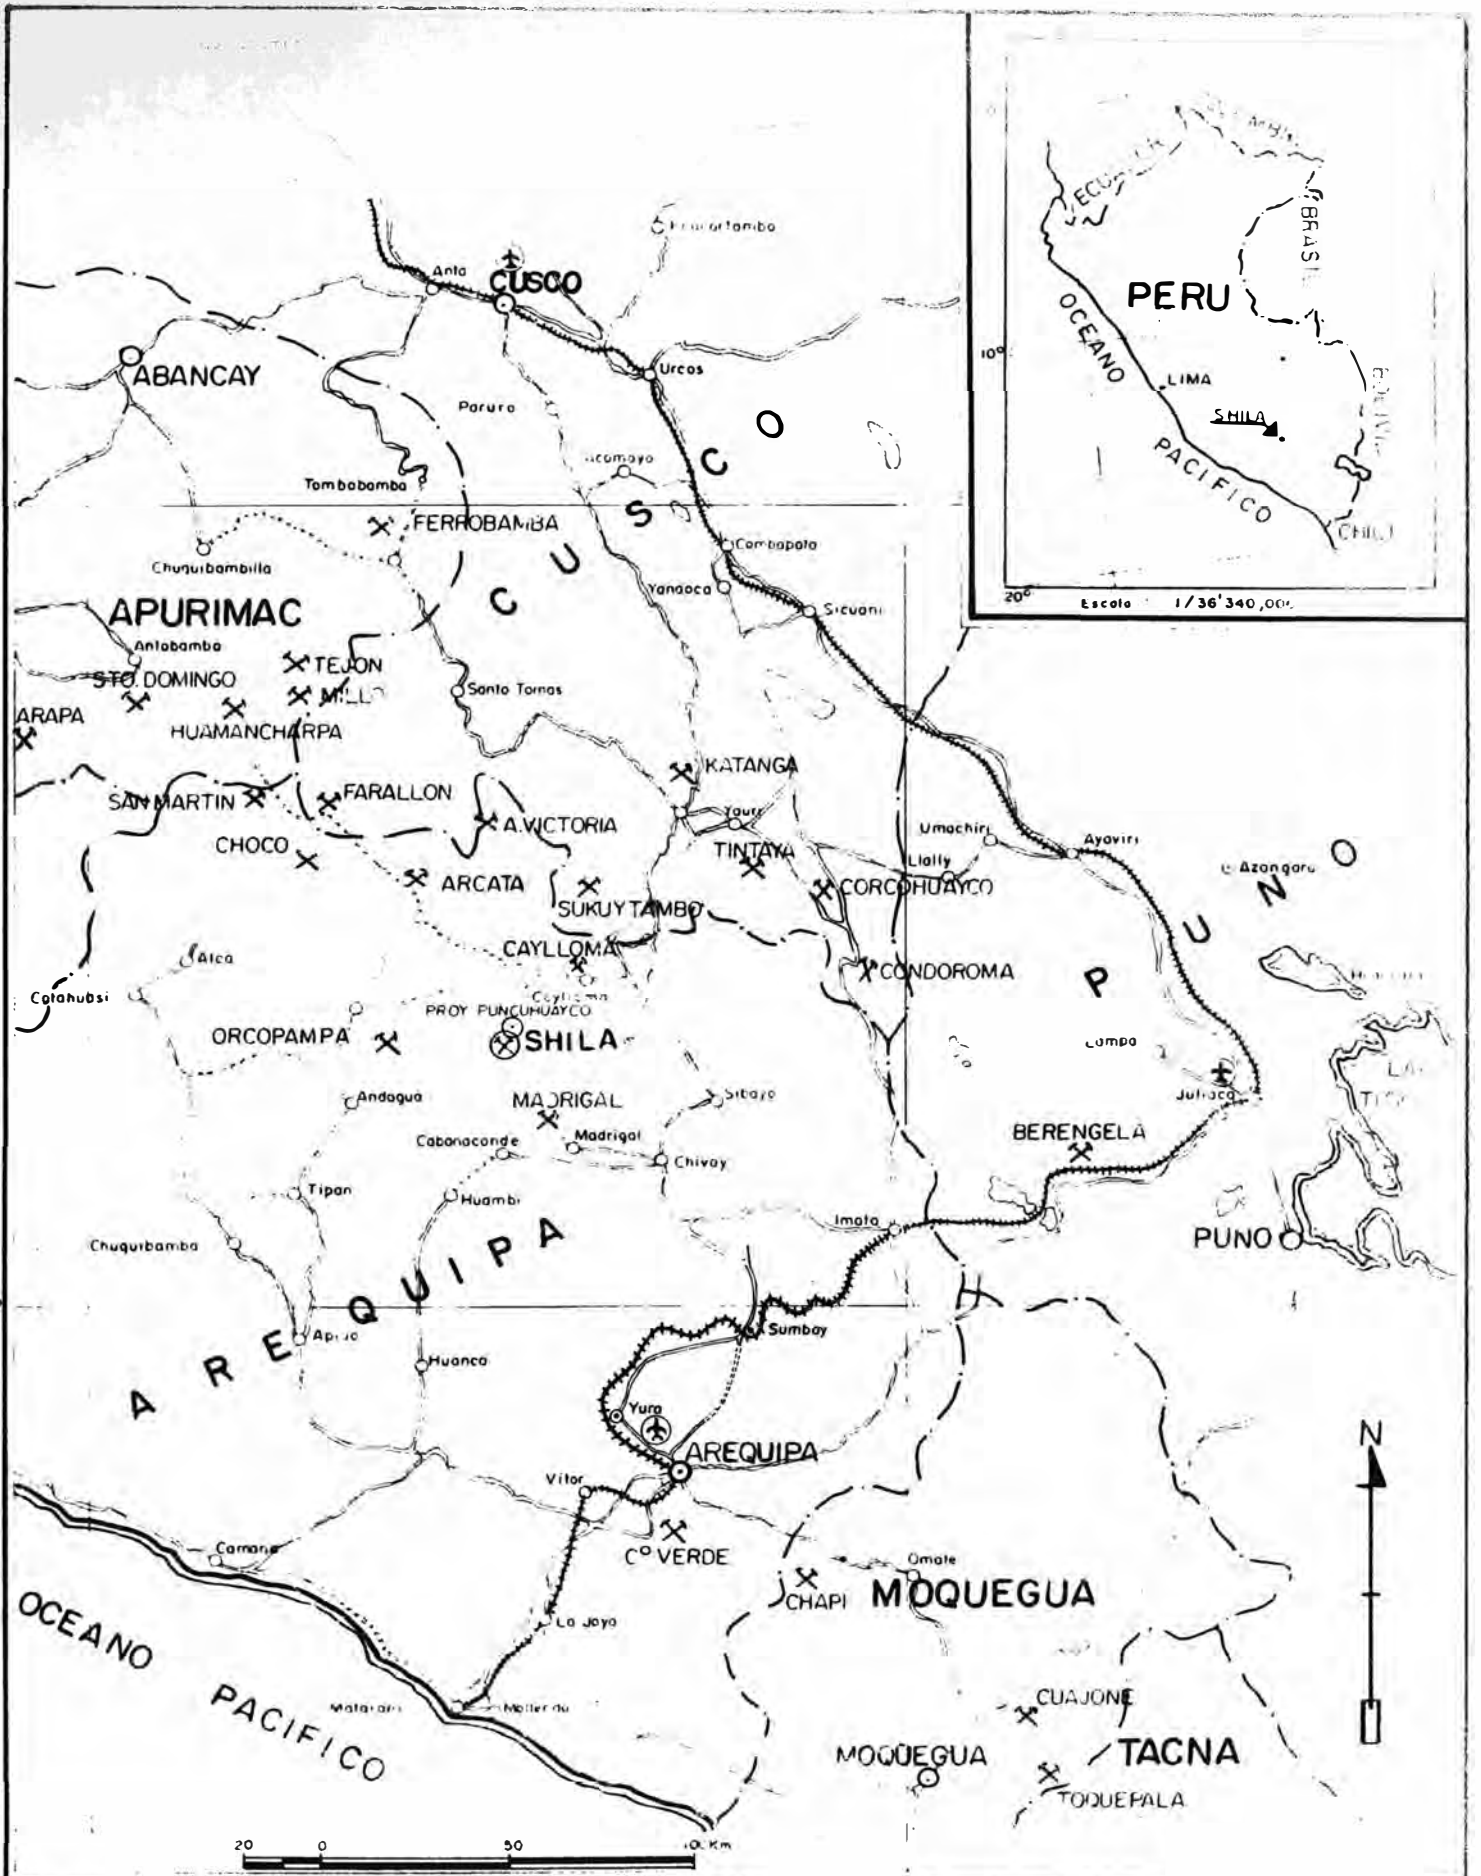 ECUADOR
BRASIL
PERU
OCEANO
PACIFICO
10°
LIMA
SHILA
CHILE
20°
Escala 1/36'340,000
Anta
CUSCO
Urcos
ABANCAY
Paruro
Acomayo
C U S C O
Tambobamba
FERROBAMBA
Combapata
Chuquibambilla
Yanaoca
Sicuani
APURIMAC
Antabamba
TEJON
STO. DOMINGO
MILLO
Santo Tomas
ARAPA
HUAMANCHARPA
KATANGA
SAN MARTIN
FARALLON
Yauri
A.VICTORIA
Umachiri
Ayaviri
CHOCO
TINTAYA
Llally
Azangaro
ARCATA
CORCOHUAYCO
SUKUYTAMBO
P U N O
CAYLLOMA
Alca
CONDOROMA
Cotahuasi
Caylloma
PROY PUNCUHUAYCO
ORCOPAMPA
SHILA
Lampa
Andagua
MADRIGAL
Sibayo
Juliaca
BERENGELA
Cabanaconde
Madrigal
Chivay
Tipan
Huambi
Imata
PUNO
Chuquibamba
A R E Q U I P A
Aplao
Sumbay
Huanca
Yura
AREQUIPA
N
Vitor
Camana
C° VERDE
Omate
CHAPI
MOQUEGUA
OCEANO
PACIFICO
La Joya
Matarani
Mollendo
CUAJONE
MOQUEGUA
TACNA
TOQUEPALA
20 0 50 100 Km